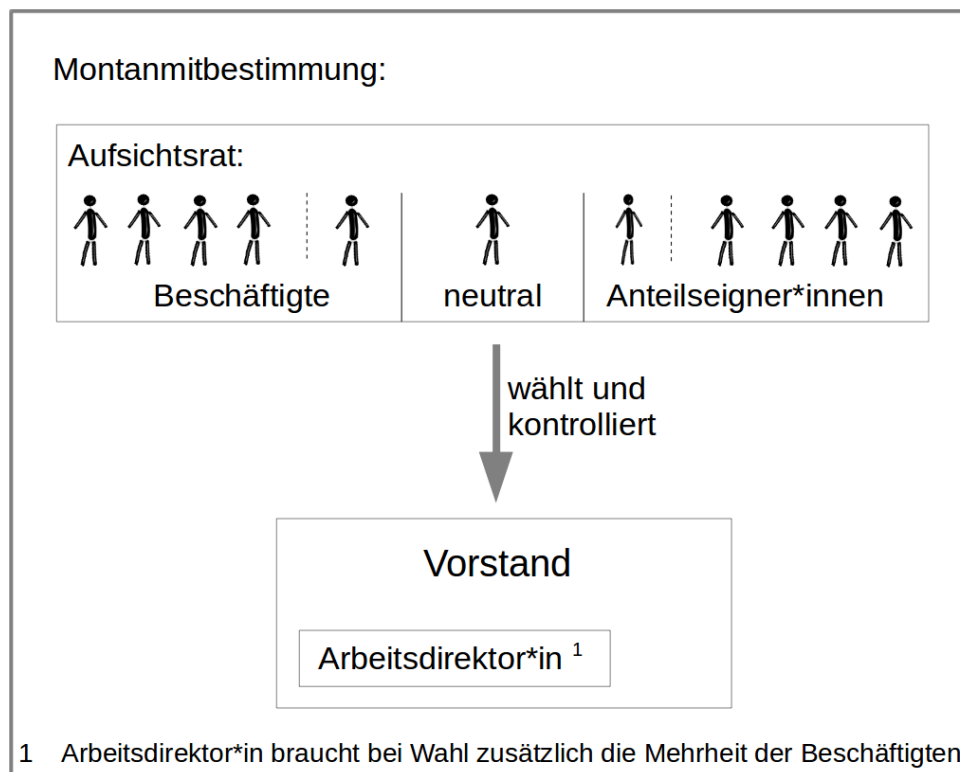 Montanmitbestimmung:
Aufsichtsrat:
Beschäftigte
neutral
Anteilseigner*innen
wählt und
kontrolliert
Vorstand
Arbeitsdirektor*in ¹
1 Arbeitsdirektor*in braucht bei Wahl zusätzlich die Mehrheit der Beschäftigten